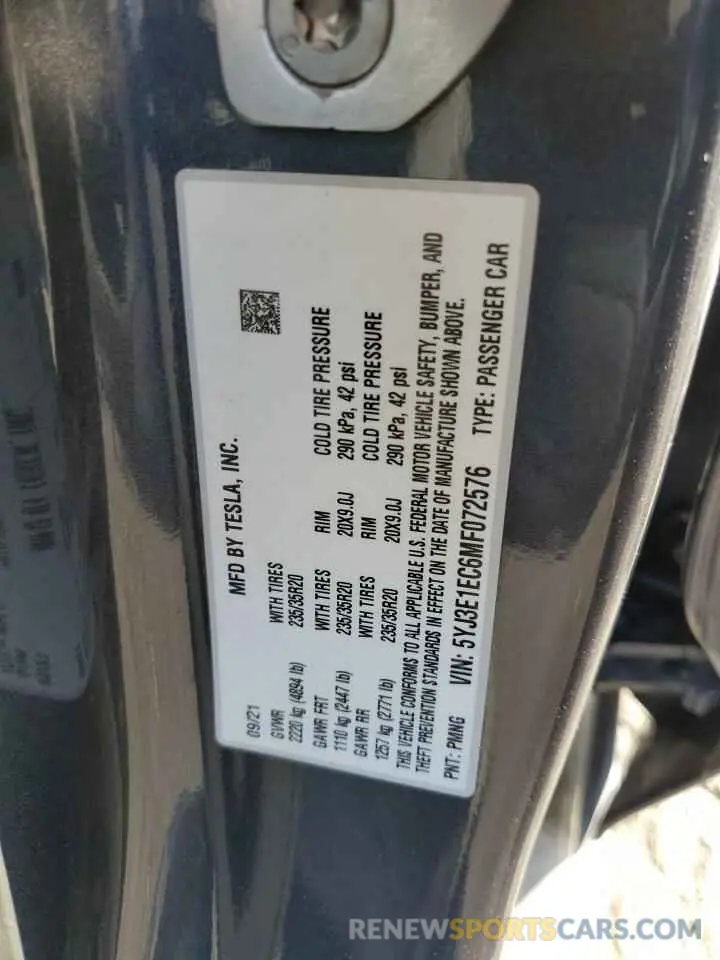 MFD BY TESLA, INC.
09/21
GVWR WITH TIRES
2220 kg (4894 lb) 235/35R20
GAWR FRT WITH TIRES RIM COLD TIRE PRESSURE
1110 kg (2447 lb) 235/35R20 20X9.0J 290 kPa, 42 psi
GAWR RR WITH TIRES RIM COLD TIRE PRESSURE
1257 kg (2771 lb) 235/35R20 20X9.0J 290 kPa, 42 psi
THIS VEHICLE CONFORMS TO ALL APPLICABLE U.S. FEDERAL MOTOR VEHICLE SAFETY, BUMPER, AND
THEFT PREVENTION STANDARDS IN EFFECT ON THE DATE OF MANUFACTURE SHOWN ABOVE.
PNT: PMNG VIN: 5YJ3E1EC6MF072576 TYPE: PASSENGER CAR
RENEWSPORTSCARS.COM